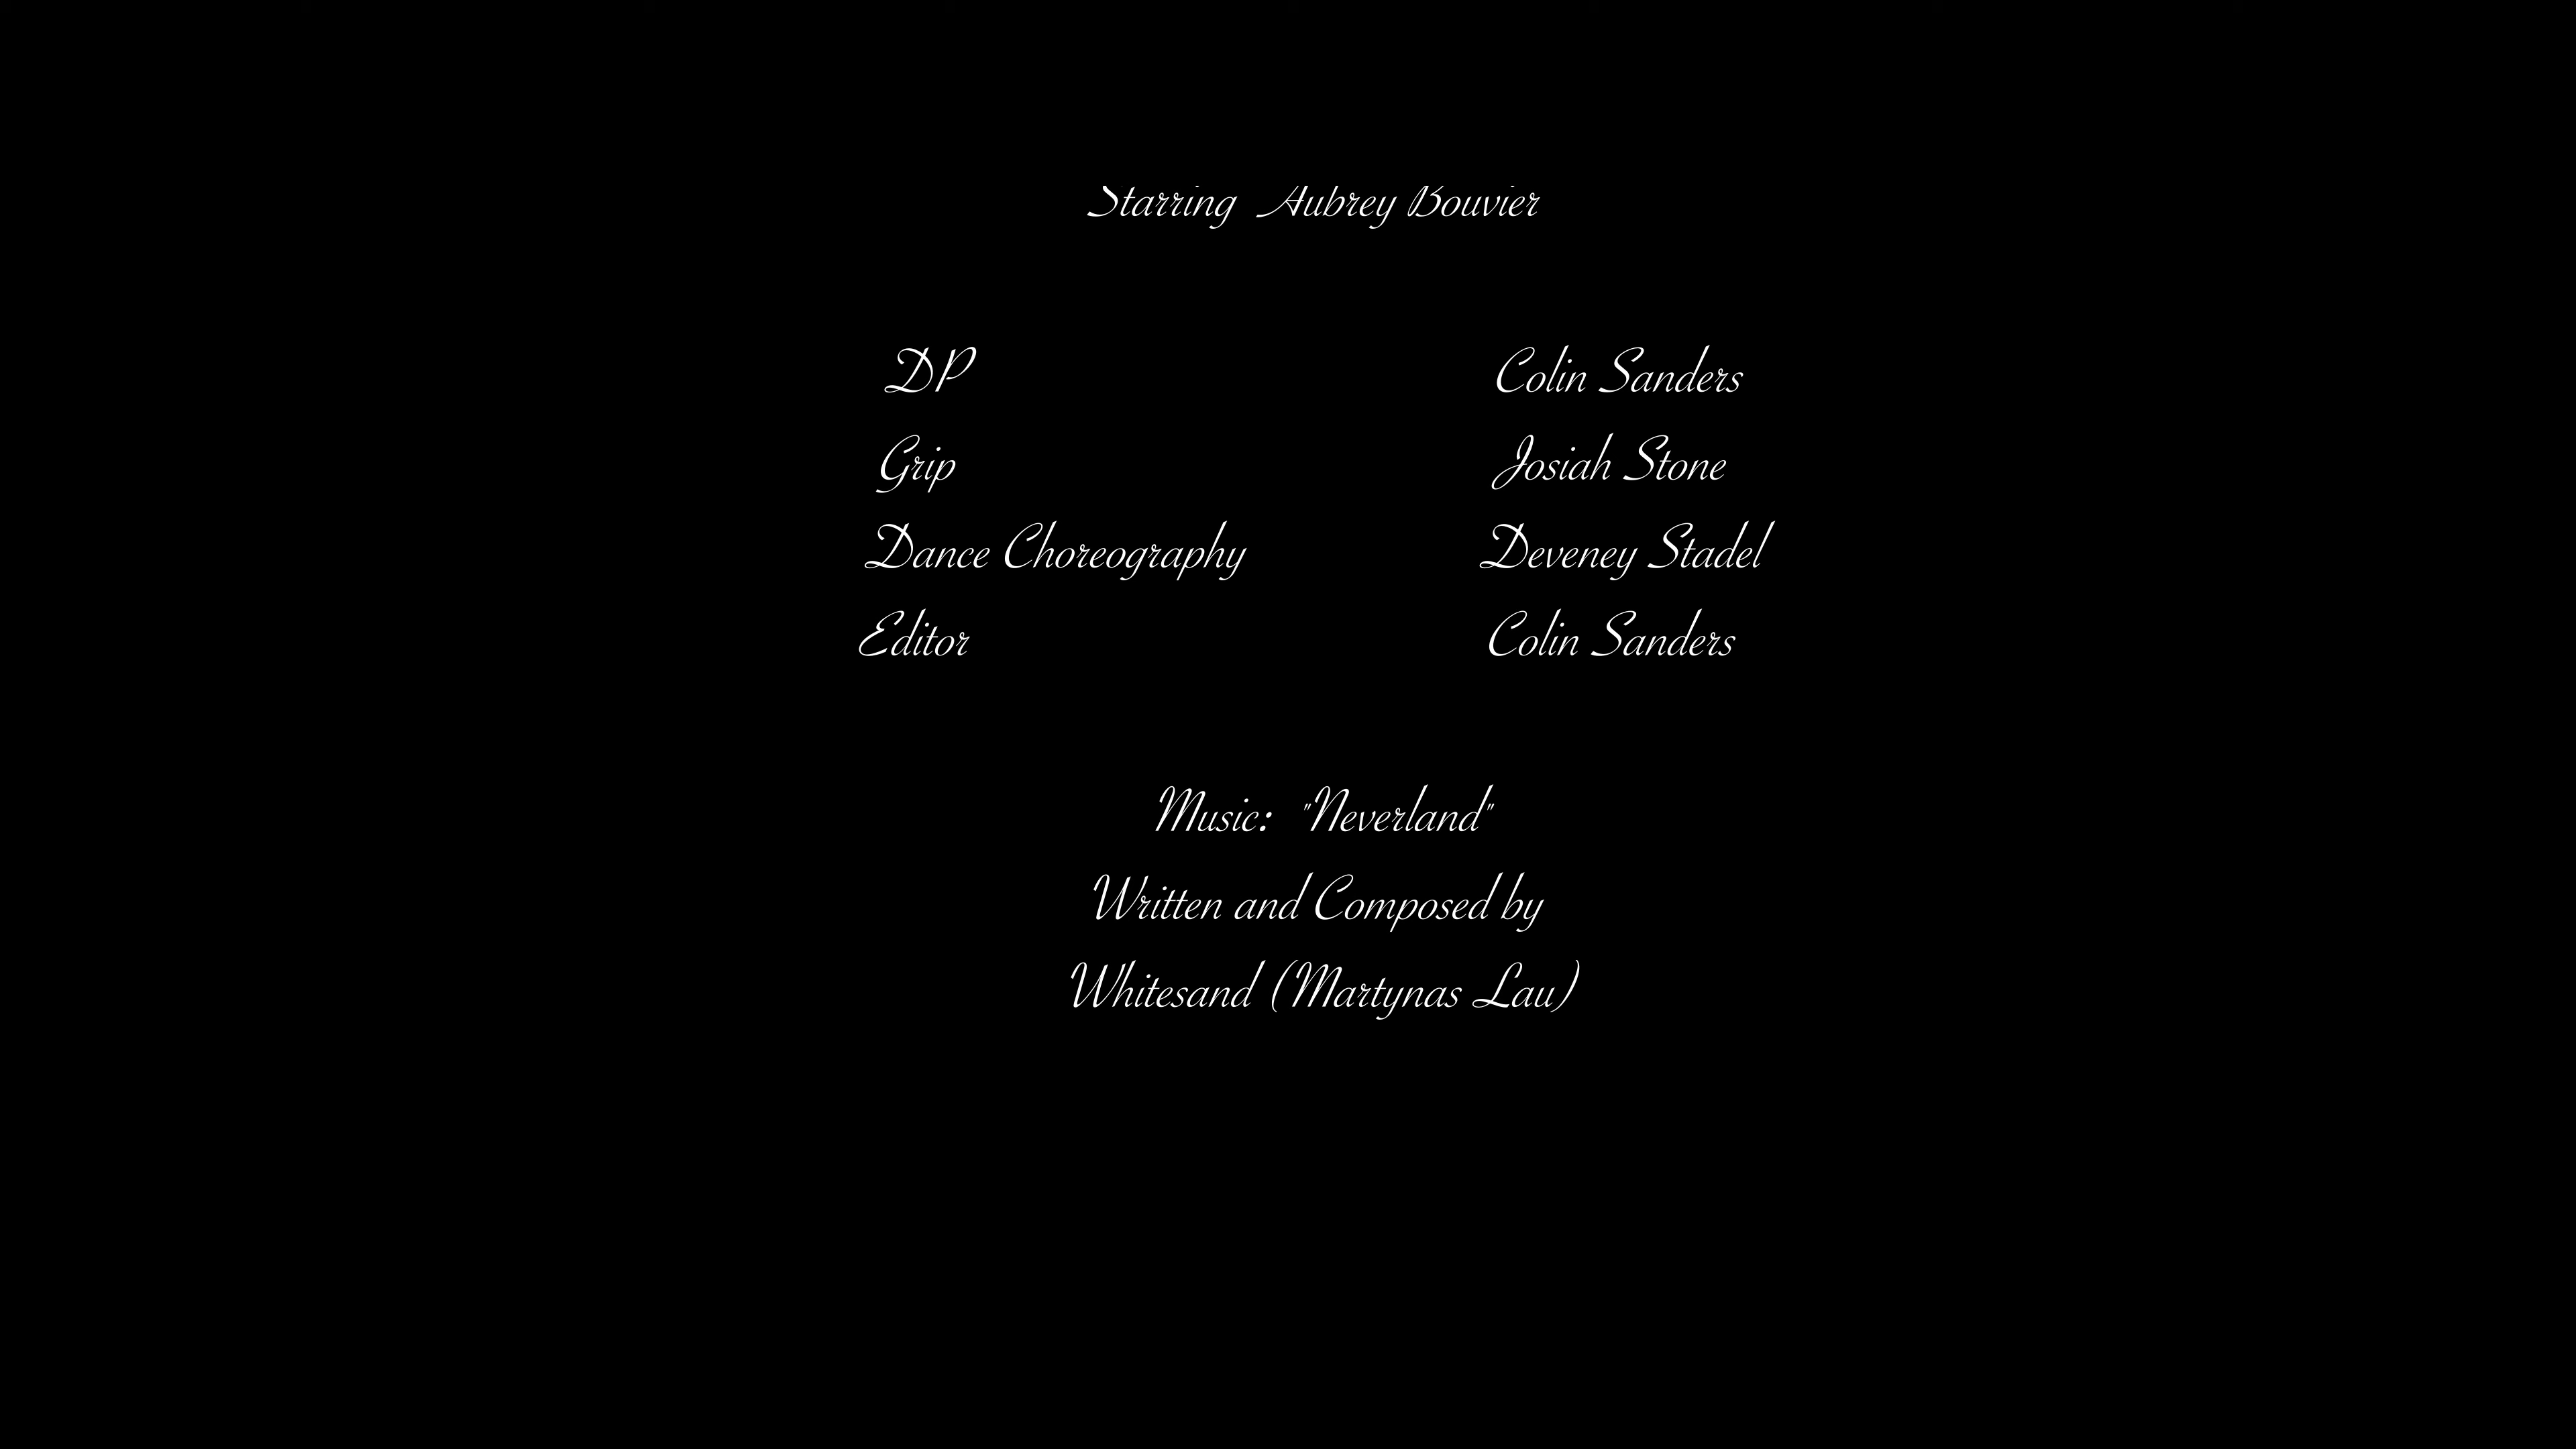 Starring Aubrey Bouvier
DP Colin Sanders
Grip Josiah Stone
Dance Choreography Deveney Stadel
Editor Colin Sanders
Music: "Neverland"
Written and Composed by
Whitesand (Martynas Lau)